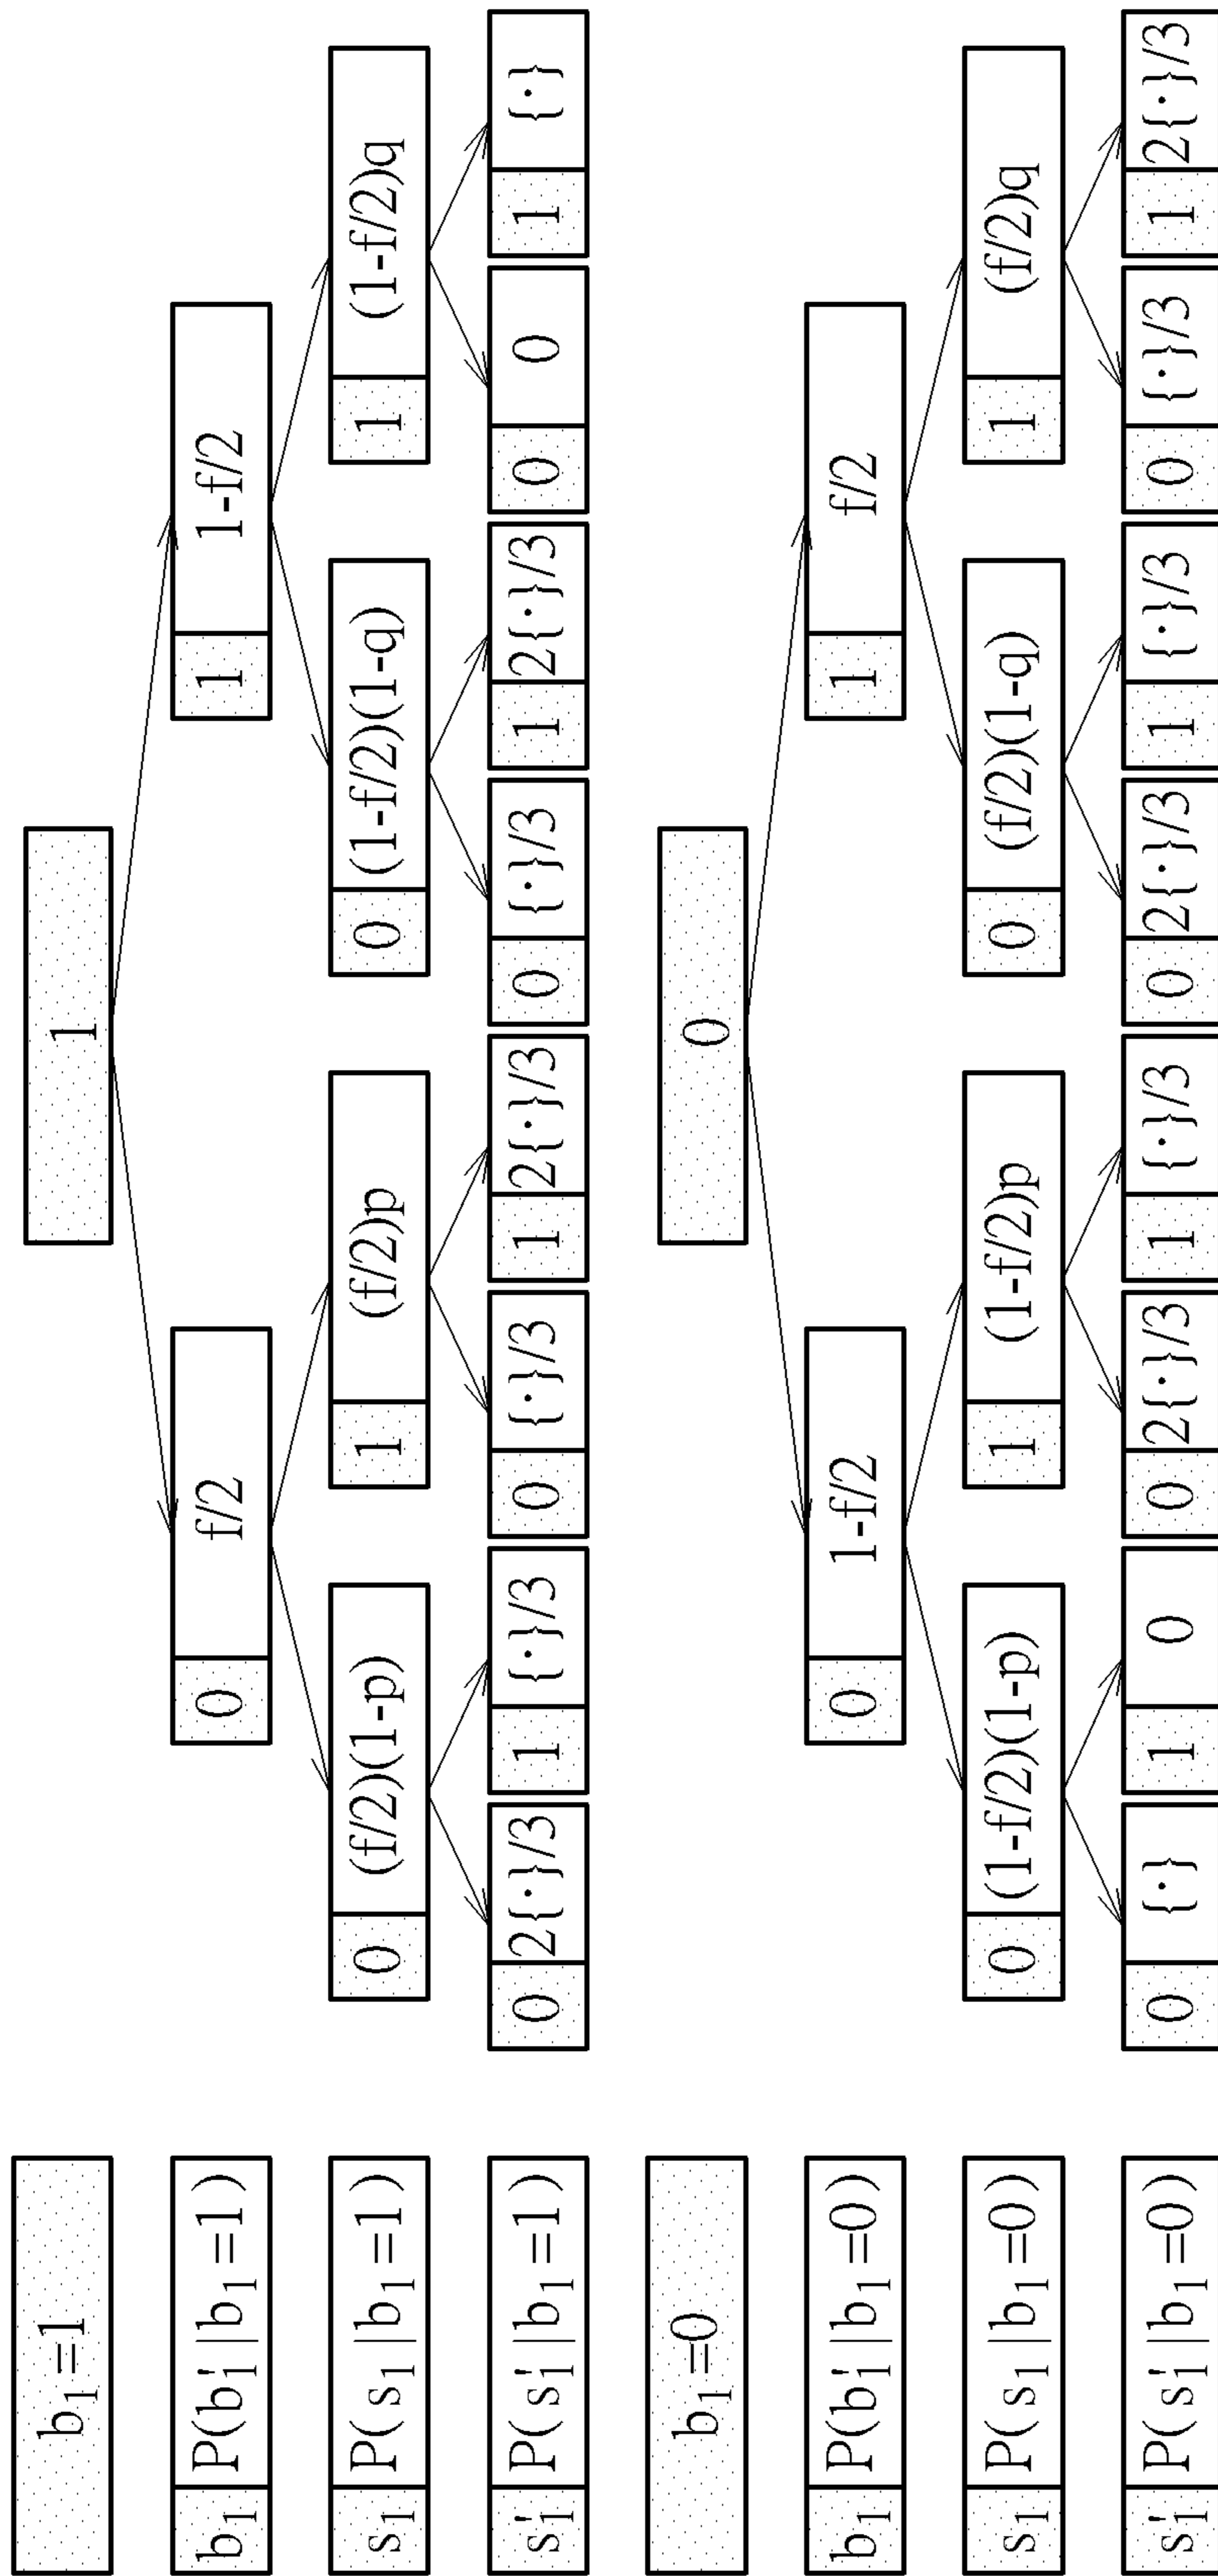 b₁=1 1
b₁ P(b₁'|b₁=1) 0 f/2 1 1-f/2
s₁ P(s₁|b₁=1) 0 (f/2)(1-p) 1 (f/2)p 0 (1-f/2)(1-q) 1 (1-f/2)q
s₁' P(s₁'|b₁=1) 0 2{·}/3 1 {·}/3 0 {·}/3 1 2{·}/3 0 {·}/3 1 2{·}/3 0 0 1 {·}
b₁=0 0
b₁ P(b₁'|b₁=0) 0 1-f/2 1 f/2
s₁ P(s₁|b₁=0) 0 (1-f/2)(1-p) 1 (1-f/2)p 0 (f/2)(1-q) 1 (f/2)q
s₁' P(s₁'|b₁=0) 0 {·} 1 0 0 2{·}/3 1 {·}/3 0 2{·}/3 1 {·}/3 0 {·}/3 1 2{·}/3